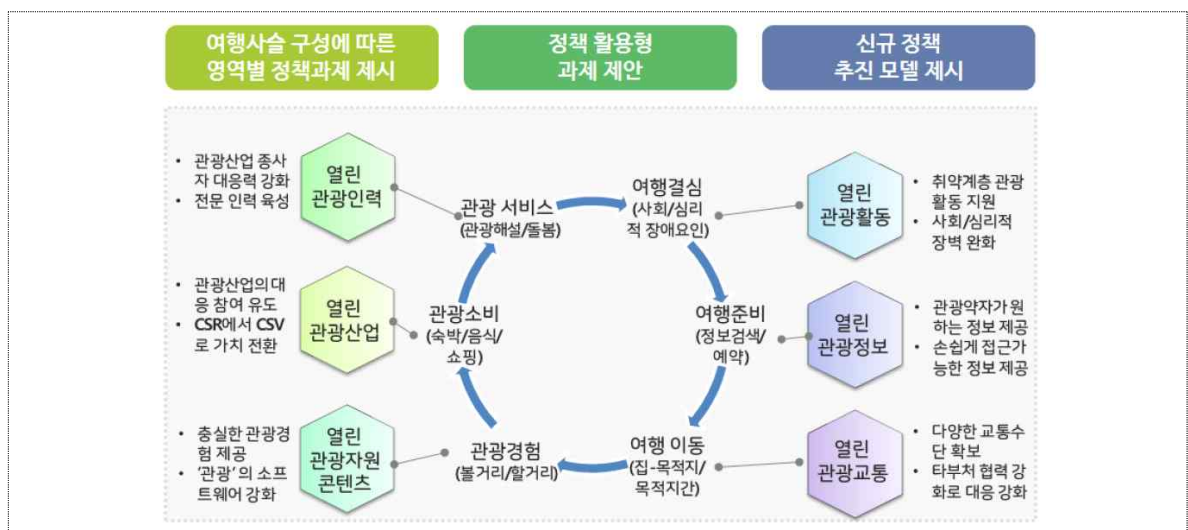 여행사슬 구성에 따른
영역별 정책과제 제시
정책 활용형
과제 제안
신규 정책
추진 모델 제시
• 관광산업 종사
자 대응력 강화
• 전문 인력 육성
열린
관광인력
관광 서비스
(관광해설/돌봄)
여행결심
(사회/심리
적 장애요인)
열린
관광활동
• 취약계층 관광
활동 지원
• 사회/심리적
장벽 완화
• 관광산업의 대
응 참여 유도
• CSR에서 CSV
로 가치 전환
열린
관광산업
관광소비
(숙박/음식/
쇼핑)
여행준비
(정보검색/
예약)
열린
관광정보
• 관광약자가 원
하는 정보 제공
• 손쉽게 접근가
능한 정보 제공
• 충실한 관광경
험 제공
• '관광'의 소프
트웨어 강화
열린
관광자원
콘텐츠
관광경험
(볼거리/할거리)
여행 이동
(집-목적지/
목적지간)
열린
관광교통
• 다양한 교통수
단 확보
• 타부처 협력 강
화로 대응 강화